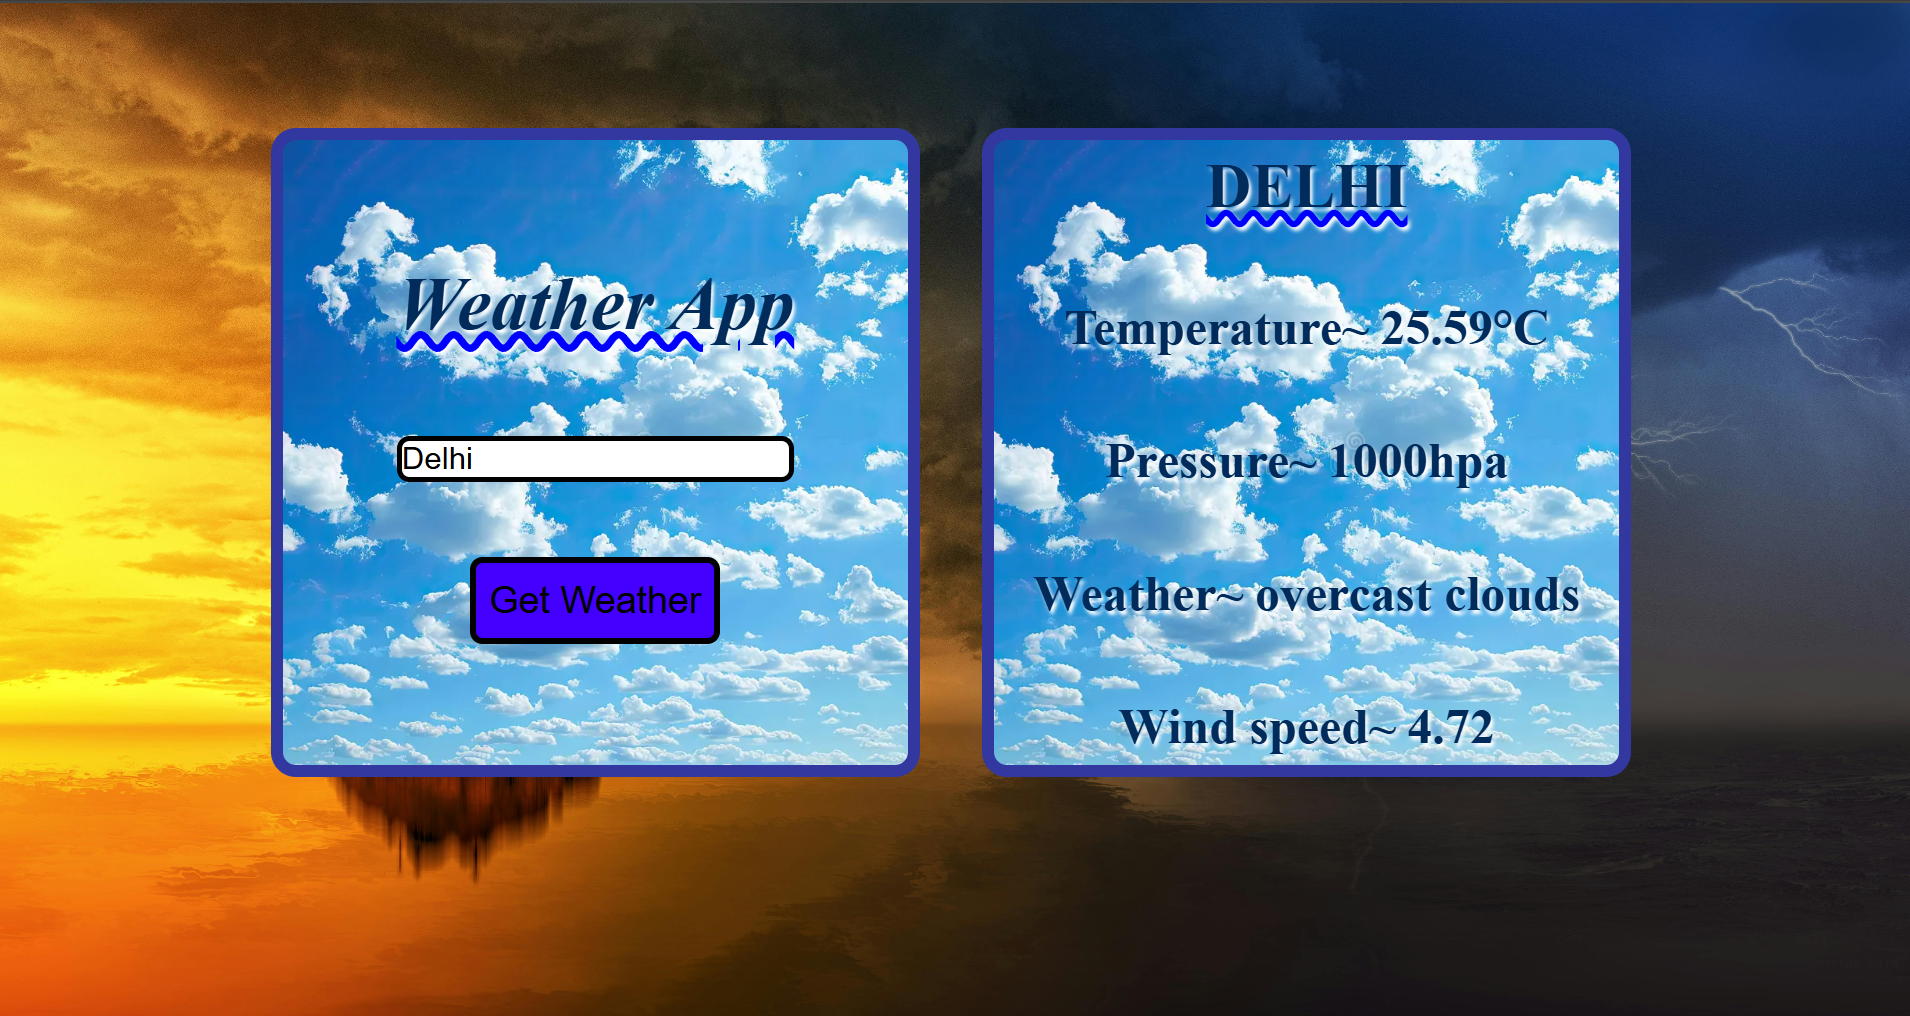 Weather App
Delhi
Get Weather
DELHI
Temperature~ 25.59°C
Pressure~ 1000hpa
Weather~ overcast clouds
Wind speed~ 4.72